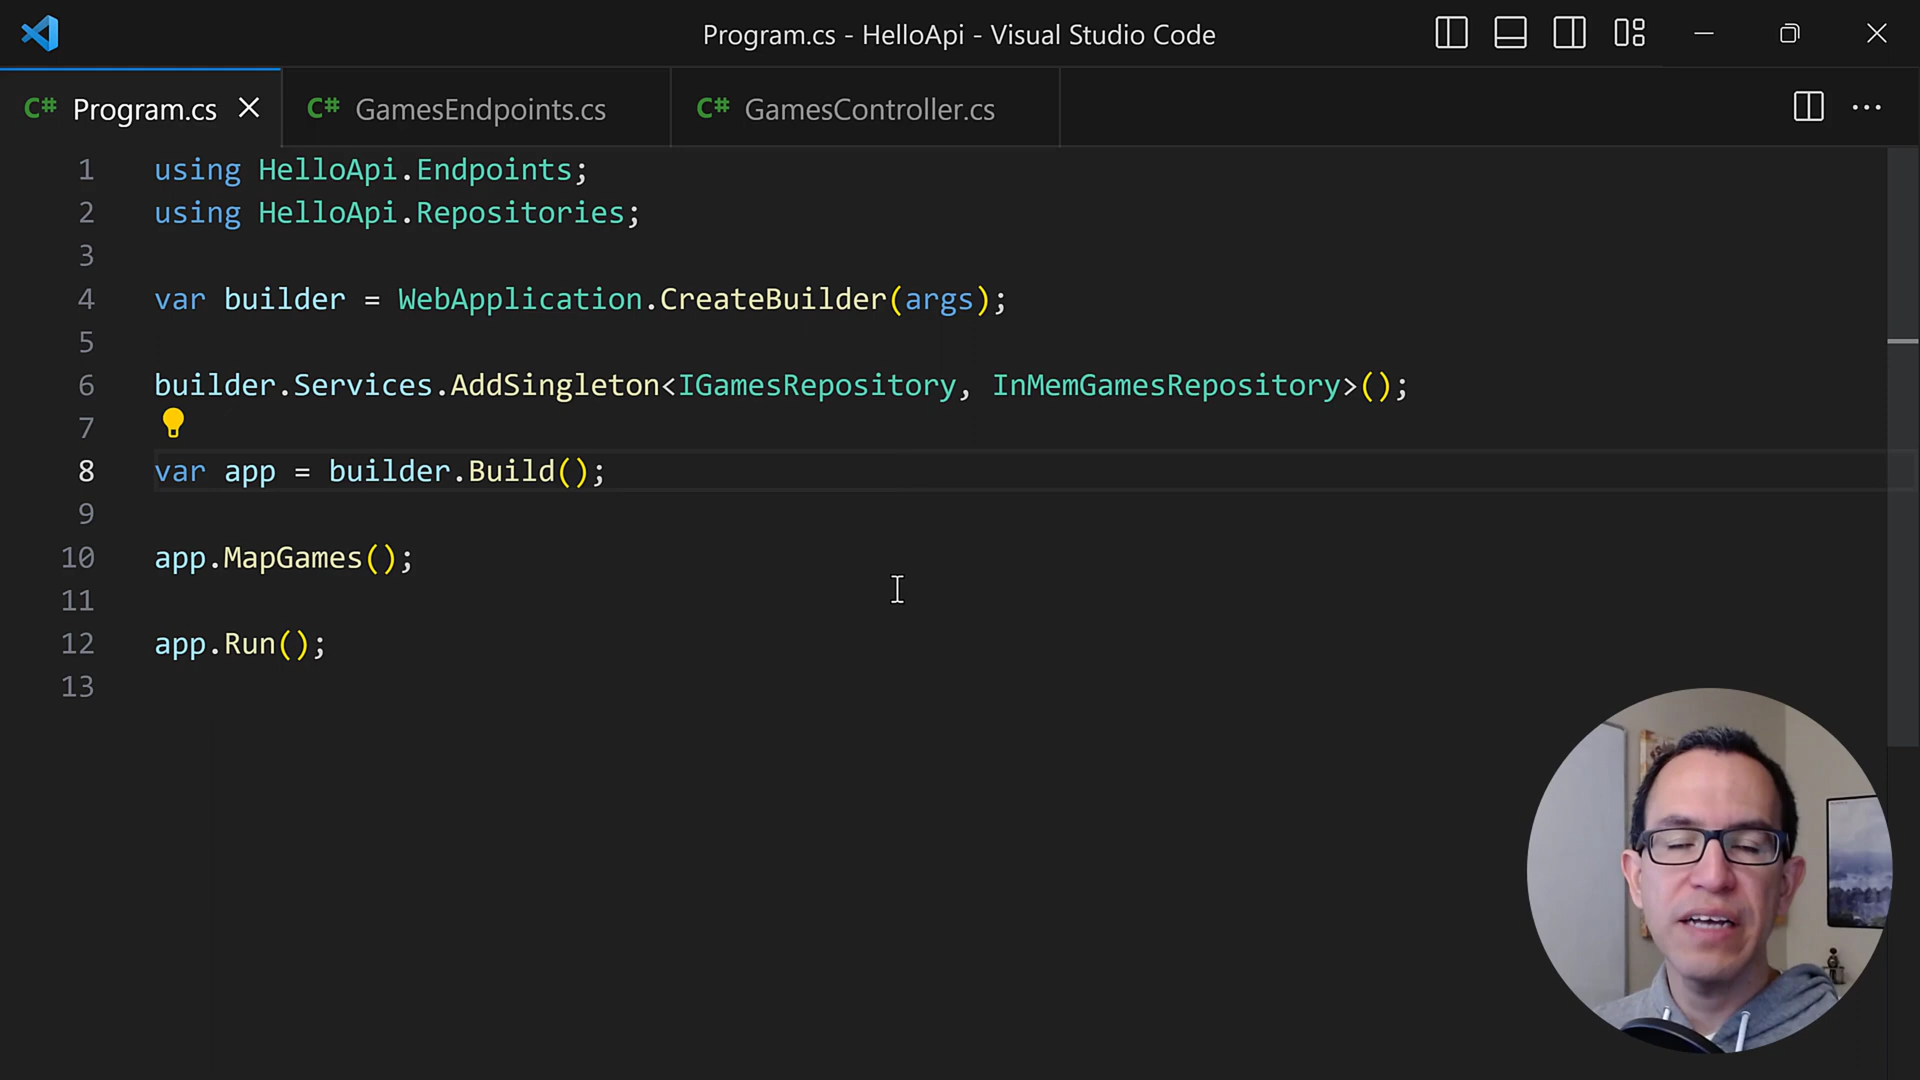 Program.cs - HelloApi - Visual Studio Code
C# Program.cs
C# GamesEndpoints.cs
C# GamesController.cs
1 using HelloApi.Endpoints;
2 using HelloApi.Repositories;
3
4 var builder = WebApplication.CreateBuilder(args);
5
6 builder.Services.AddSingleton<IGamesRepository, InMemGamesRepository>();
7
8 var app = builder.Build();
9
10 app.MapGames();
11
12 app.Run();
13